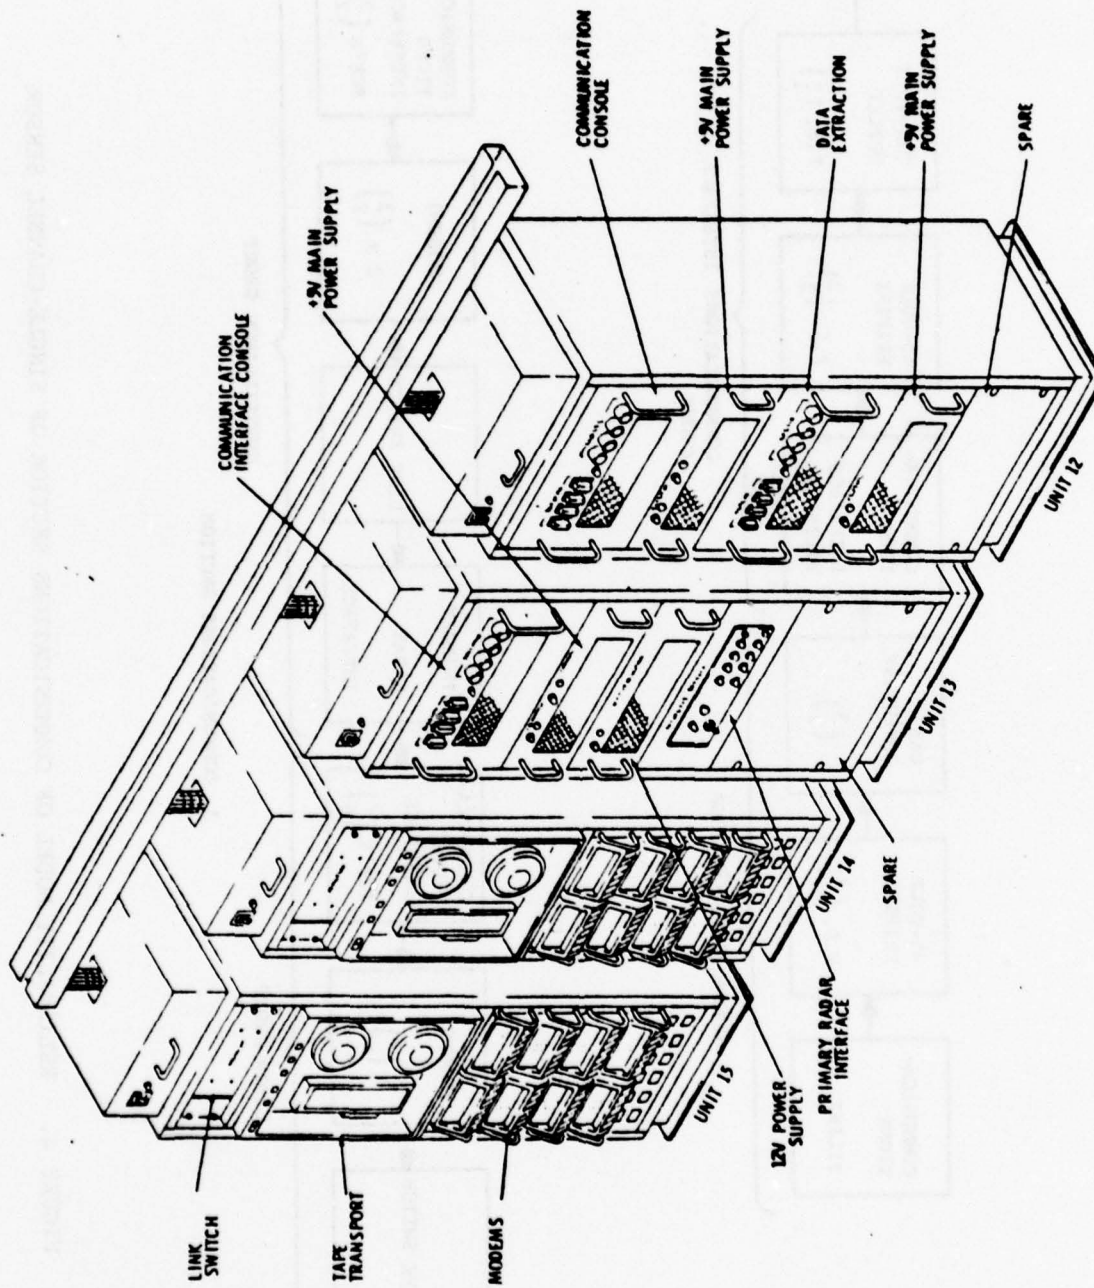 LINK
SWITCH
TAPE
TRANSPORT
MODEMS
COMMUNICATION
INTERFACE CONSOLE
+5V MAIN
POWER SUPPLY
COMMUNICATION
CONSOLE
+5V MAIN
POWER SUPPLY
DATA
EXTRACTION
+5V MAIN
POWER SUPPLY
SPARE
UNIT 15
UNIT 14
UNIT 13
UNIT 12
12V POWER
SUPPLY
PRIMARY RADAR
INTERFACE
SPARE